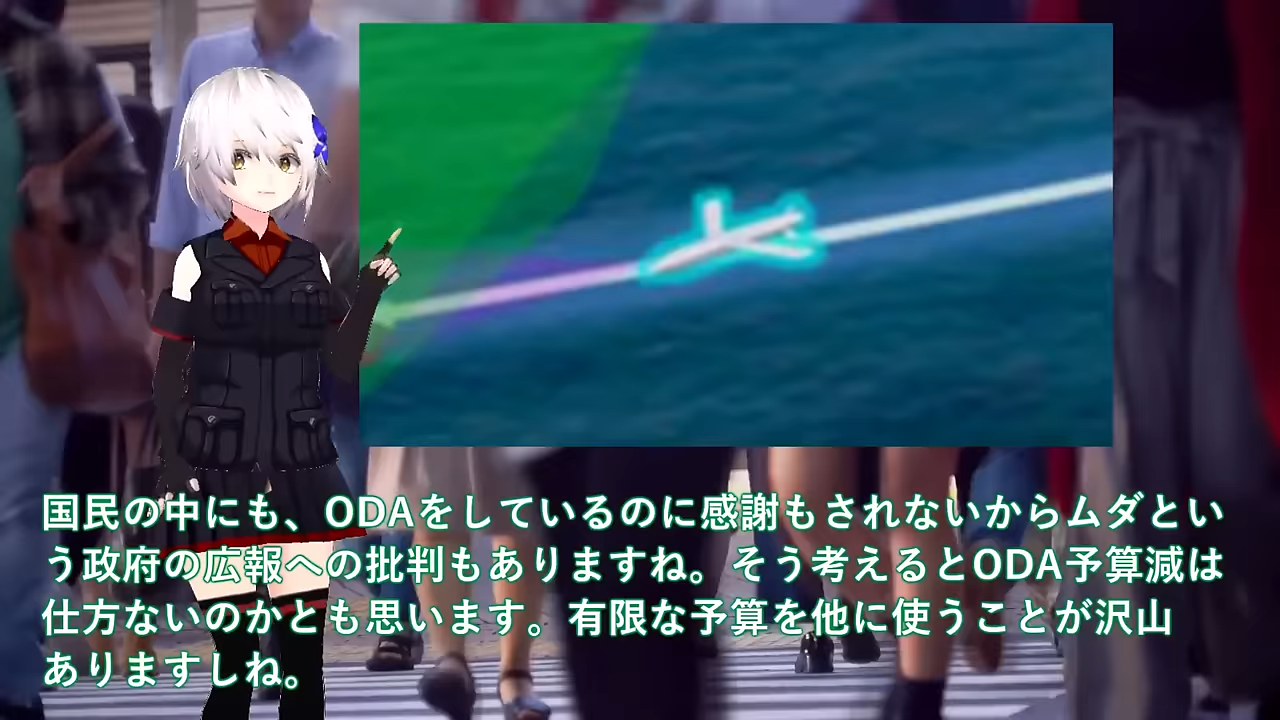 国民の中にも、ODAをしているのに感謝もされないからムダとい
う政府の広報への批判もありますね。そう考えるとODA予算減は
仕方ないのかとも思います。有限な予算を他に使うことが沢山
ありますしね。